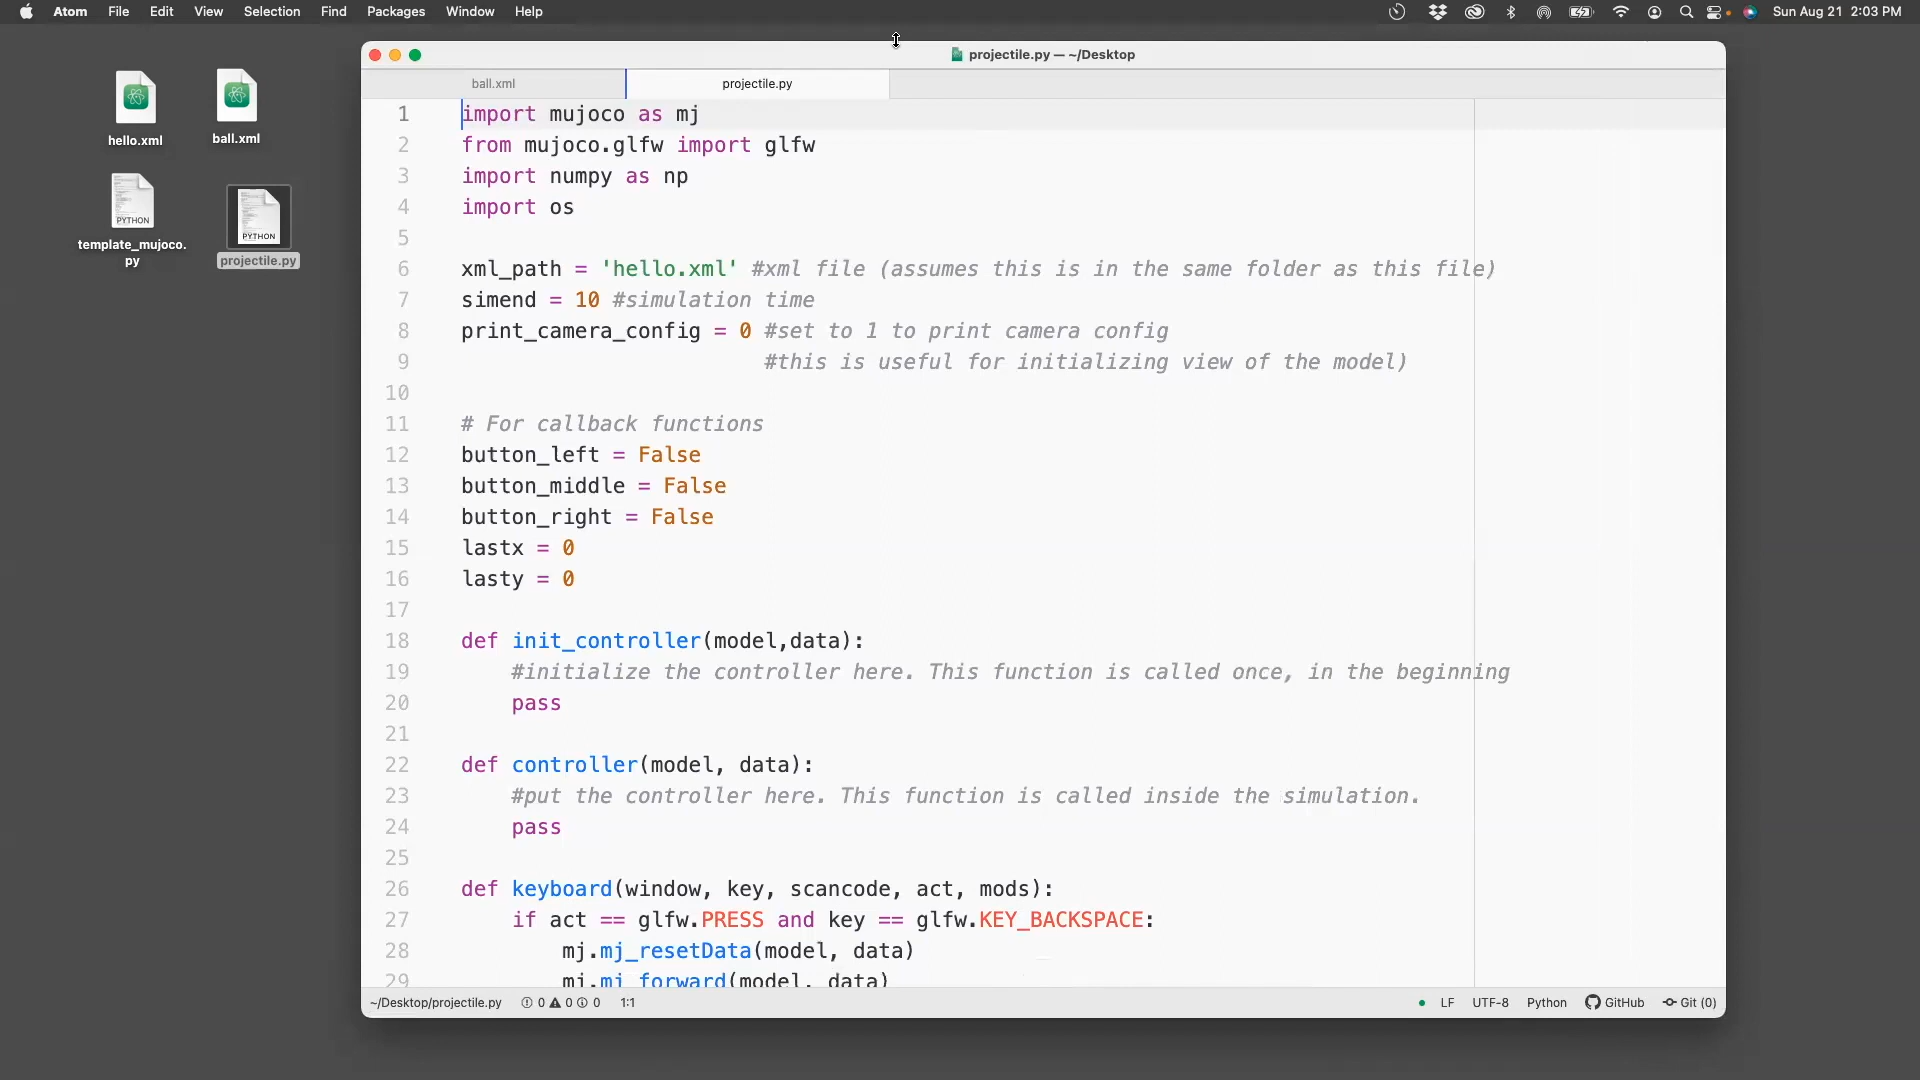 Atom File Edit View Selection Find Packages Window Help
Sun Aug 21 2:03 PM
hello.xml
ball.xml
PYTHON
template_mujoco.
py
PYTHON
projectile.py
projectile.py — ~/Desktop
ball.xml
projectile.py
1 import mujoco as mj
2 from mujoco.glfw import glfw
3 import numpy as np
4 import os
5
6 xml_path = 'hello.xml' #xml file (assumes this is in the same folder as this file)
7 simend = 10 #simulation time
8 print_camera_config = 0 #set to 1 to print camera config
9 #this is useful for initializing view of the model)
10
11 # For callback functions
12 button_left = False
13 button_middle = False
14 button_right = False
15 lastx = 0
16 lasty = 0
17
18 def init_controller(model,data):
19 #initialize the controller here. This function is called once, in the beginning
20 pass
21
22 def controller(model, data):
23 #put the controller here. This function is called inside the simulation.
24 pass
25
26 def keyboard(window, key, scancode, act, mods):
27 if act == glfw.PRESS and key == glfw.KEY_BACKSPACE:
28 mj.mj_resetData(model, data)
29 mj.mj_forward(model, data)
~/Desktop/projectile.py 0 0 0 1:1
LF UTF-8 Python GitHub Git (0)